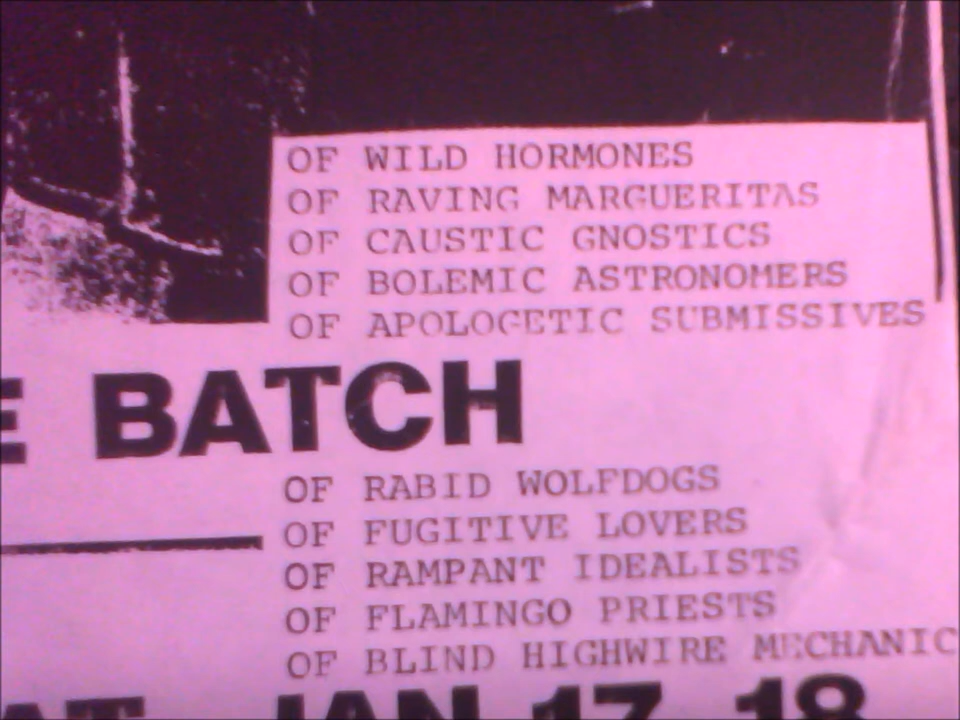 OF WILD HORMONES
OF RAVING MARGUERITAS
OF CAUSTIC GNOSTICS
OF BOLEMIC ASTRONOMERS
OF APOLOGETIC SUBMISSIVES
E BATCH
OF RABID WOLFDOGS
OF FUGITIVE LOVERS
OF RAMPANT IDEALISTS
OF FLAMINGO PRIESTS
OF BLIND HIGHWIRE MECHANIC
AT JAN 17 18